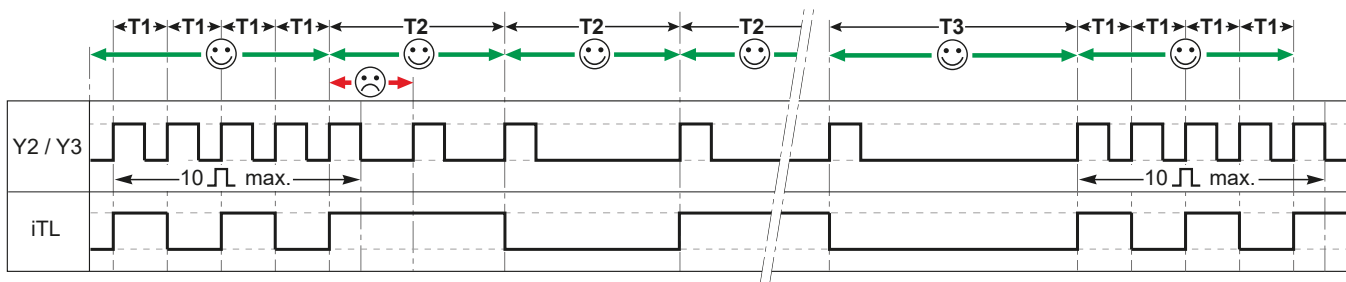 T1 T1 T1 T1 T2 T2 T2 T3 T1 T1 T1 T1
Y2 / Y3
10 max. 10 max.
iTL